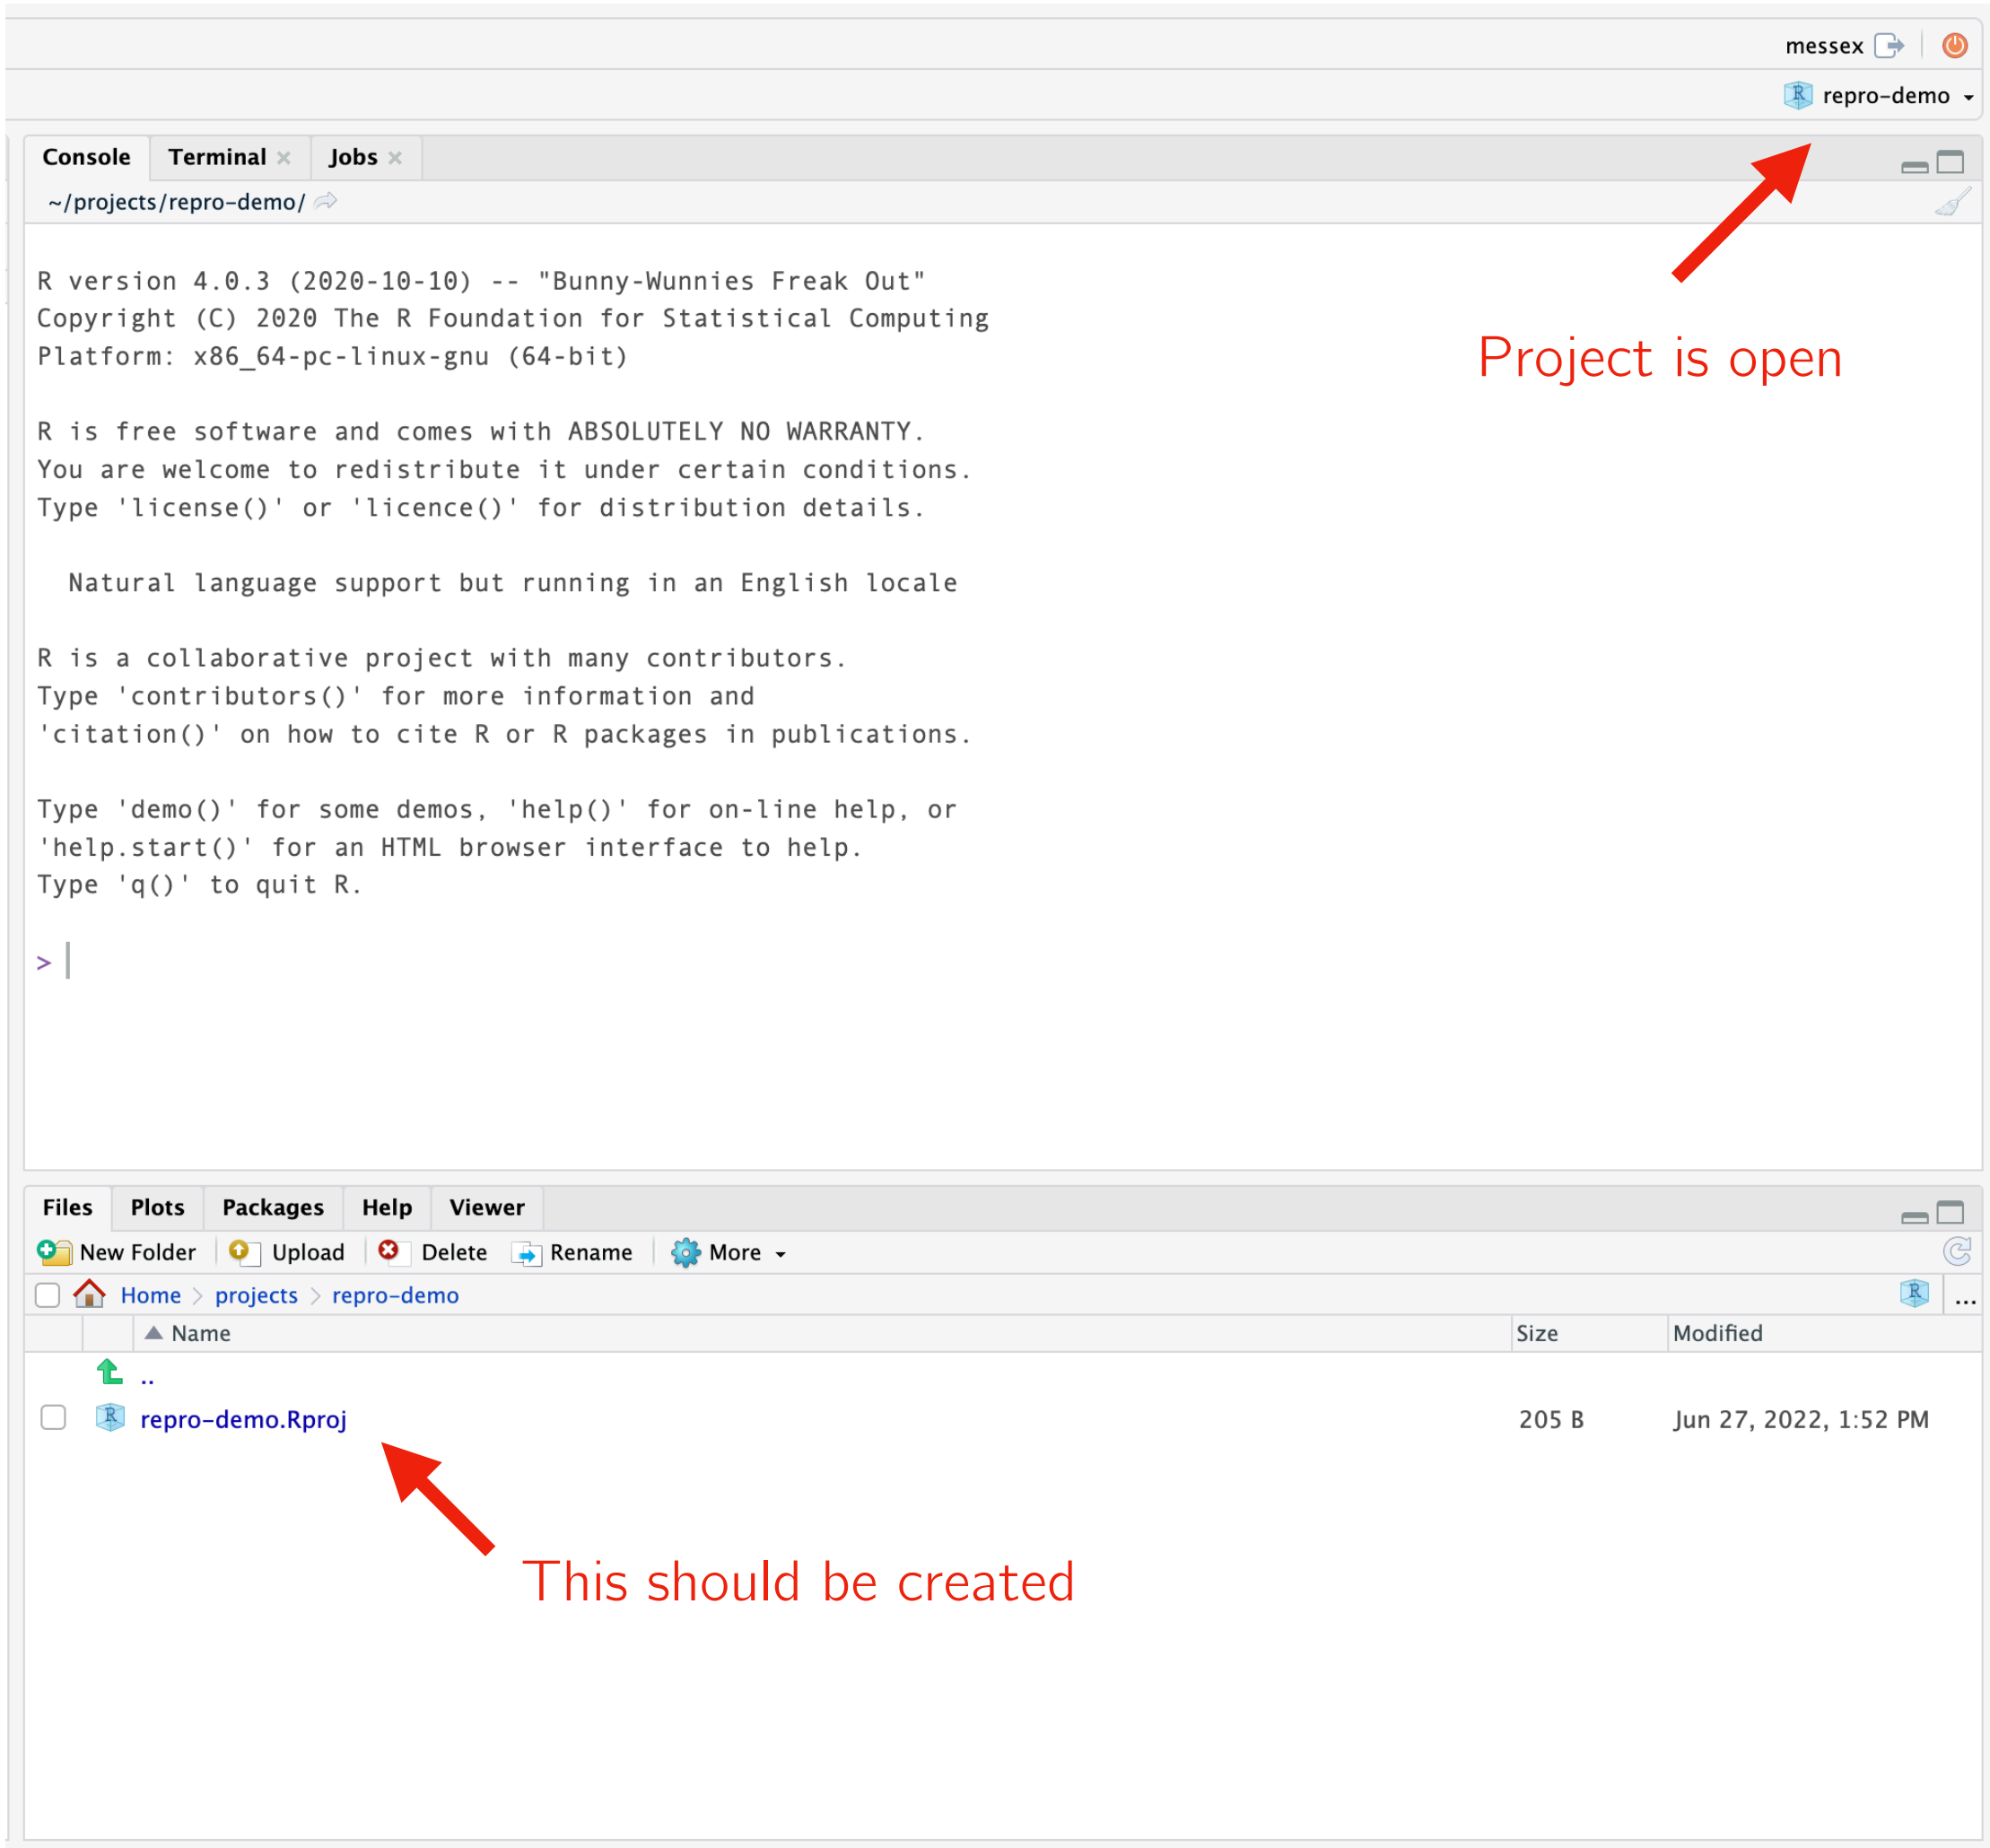 messex
repro-demo
Console Terminal Jobs
~/projects/repro-demo/
R version 4.0.3 (2020-10-10) -- "Bunny-Wunnies Freak Out"
Copyright (C) 2020 The R Foundation for Statistical Computing
Platform: x86_64-pc-linux-gnu (64-bit)
Project is open
R is free software and comes with ABSOLUTELY NO WARRANTY.
You are welcome to redistribute it under certain conditions.
Type 'license()' or 'licence()' for distribution details.
Natural language support but running in an English locale
R is a collaborative project with many contributors.
Type 'contributors()' for more information and
'citation()' on how to cite R or R packages in publications.
Type 'demo()' for some demos, 'help()' for on-line help, or
'help.start()' for an HTML browser interface to help.
Type 'q()' to quit R.
>
Files Plots Packages Help Viewer
New Folder Upload Delete Rename More
Home > projects > repro-demo ...
Name Size Modified
..
repro-demo.Rproj 205 B Jun 27, 2022, 1:52 PM
This should be created